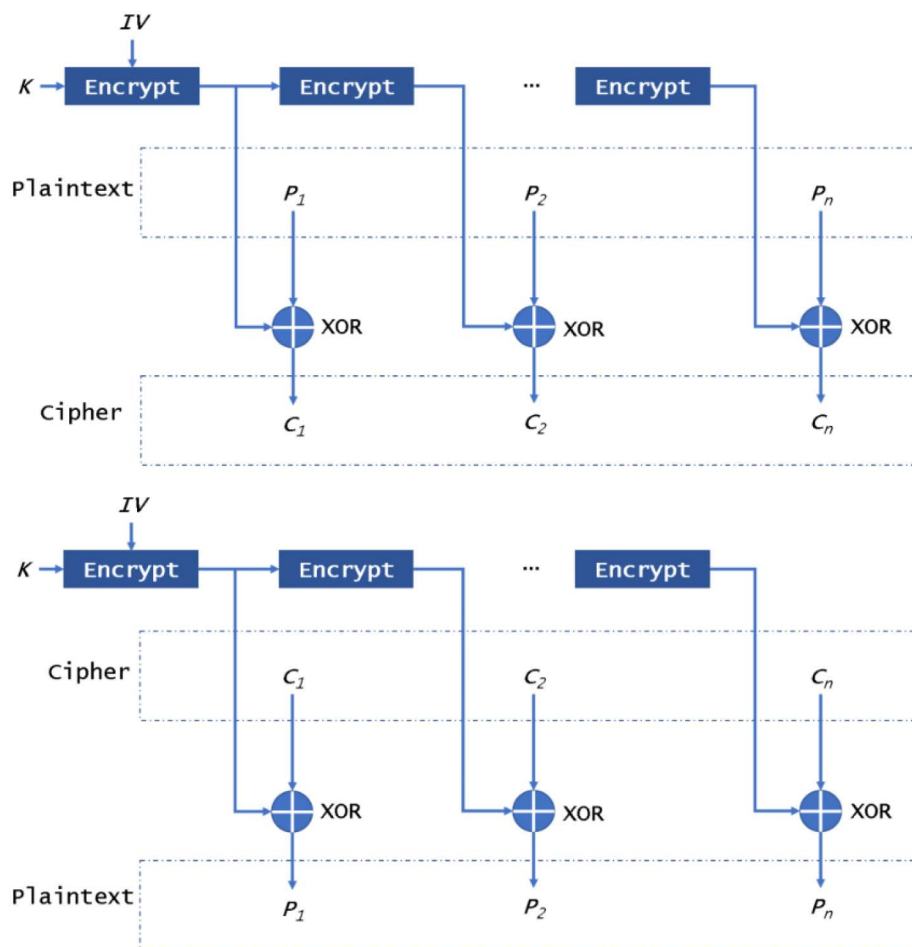 IV
K Encrypt Encrypt ... Encrypt
Plaintext
P1 P2 Pn
XOR XOR XOR
Cipher
C1 C2 Cn
IV
K Encrypt Encrypt ... Encrypt
Cipher
C1 C2 Cn
XOR XOR XOR
Plaintext
P1 P2 Pn